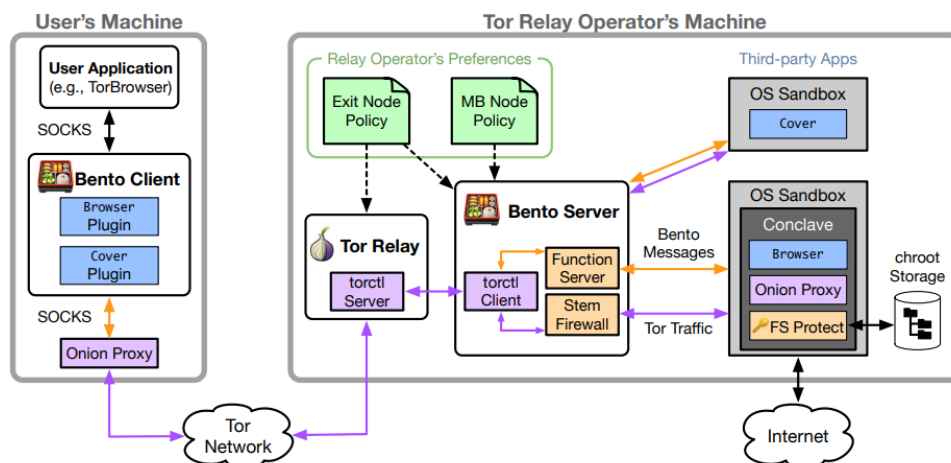 User's Machine
Tor Relay Operator's Machine
User Application
(e.g., TorBrowser)
SOCKS
Bento Client
Browser
Plugin
Cover
Plugin
SOCKS
Onion Proxy
Tor
Network
Relay Operator's Preferences
Exit Node
Policy
MB Node
Policy
Tor Relay
torctl
Server
Bento Server
torctl
Client
Function
Server
Stem
Firewall
Bento
Messages
Tor Traffic
Third-party Apps
OS Sandbox
Cover
OS Sandbox
Conclave
Browser
Onion Proxy
FS Protect
chroot
Storage
Internet